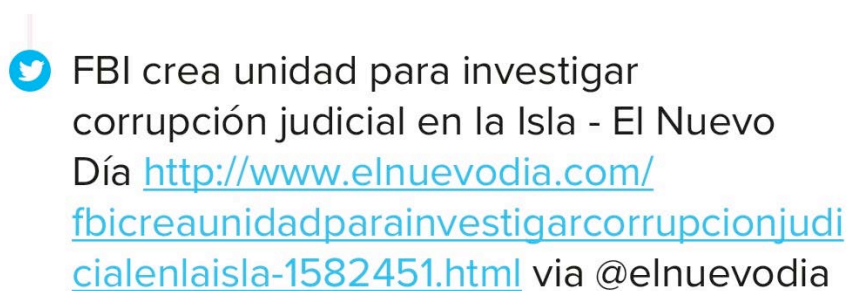 FBI crea unidad para investigar
corrupción judicial en la Isla - El Nuevo
Día http://www.elnuevodia.com/
fbicreaunidadparainvestigarcorrupcionjudi
cialenlaisla-1582451.html via @elnuevodia